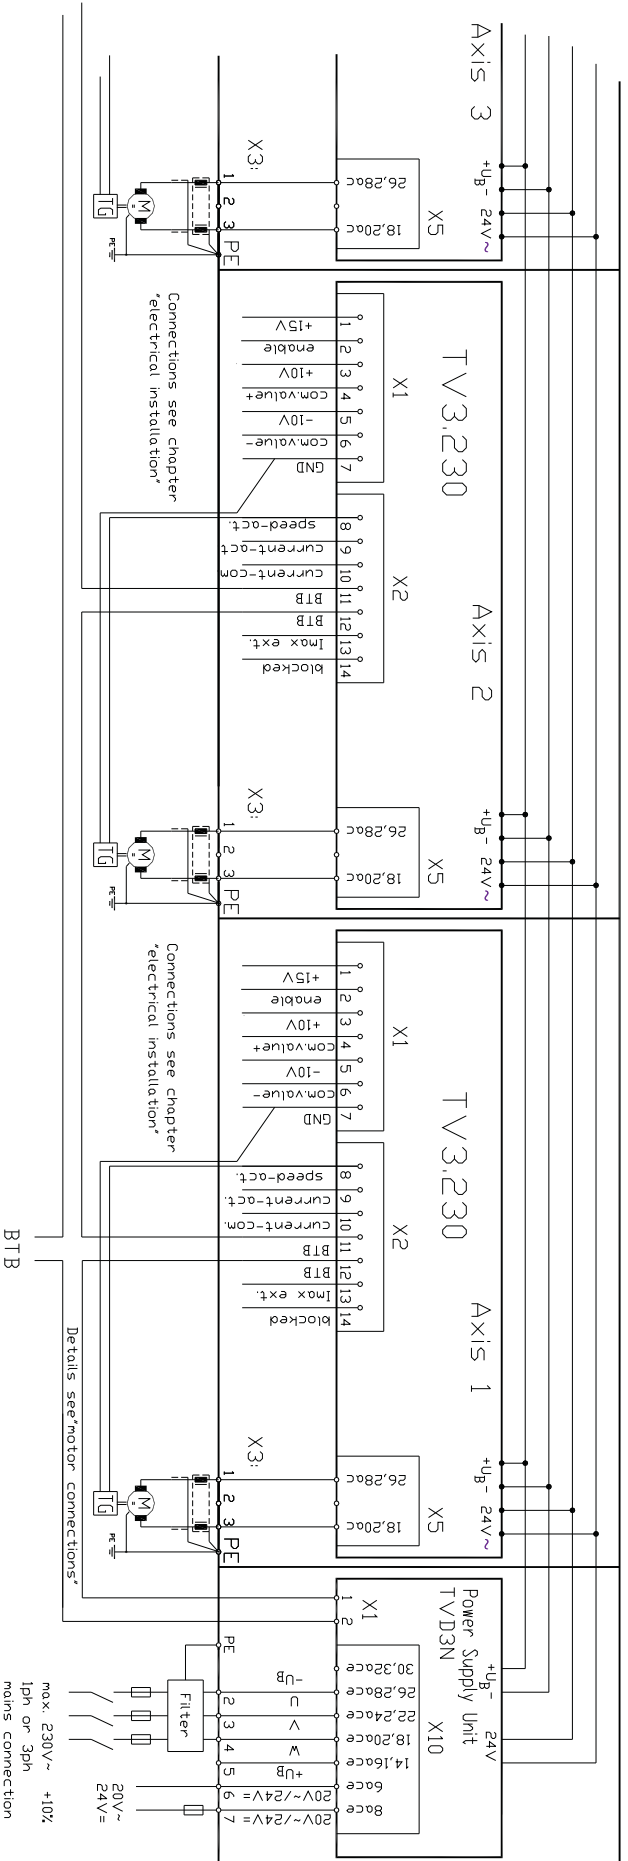 Axis 3
+UB- 24V~
X5
26,28ac
18,20ac
X3:
1
2
3
PE
M
TG
PE
TV3.230
Axis 2
X1
1
+15V
2
enable
3
+10V
4
com.value+
5
-10V
6
com.value-
7
GND
X2
8
speed-act.
9
current-act
10
current-com
11
BTB
12
BTB
13
Imax ext.
14
blocked
Connections see chapter
"electrical installation"
+UB- 24V~
X5
26,28ac
18,20ac
X3:
1
2
3
PE
M
TG
PE
TV3.230
Axis 1
X1
1
+15V
2
enable
3
+10V
4
com.value+
5
-10V
6
com.value-
7
GND
X2
8
speed-act.
9
current-act.
10
current-com.
11
BTB
12
BTB
13
Imax ext.
14
blocked
Connections see chapter
"electrical installation"
+UB- 24V~
X5
26,28ac
18,20ac
X3:
1
2
3
PE
M
TG
PE
BTB
Details see"motor connections"
Power Supply Unit
TVD3N
+UB- 24V
X1
1
2
X10
30,32ace
26,28ace
22,24ace
18,20ace
14,16ace
6ace
8ace
PE
-UB
2
U
3
V
4
W
5
+UB
6
20V~/24V=
7
20V~/24V=
Filter
20V~
24V=
max. 230V~ +10%
1ph or 3ph
mains connection